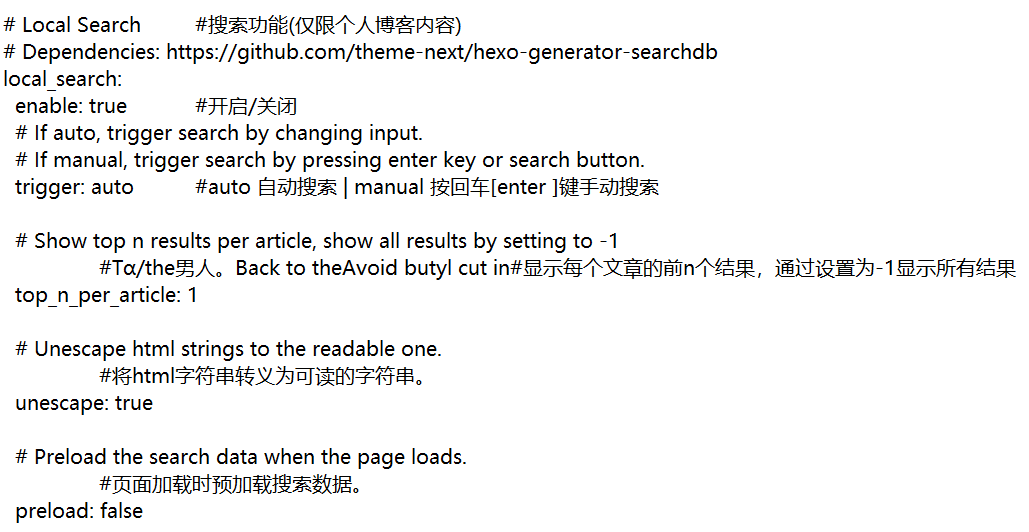 # Local Search #搜索功能(仅限个人博客内容)
# Dependencies: https://github.com/theme-next/hexo-generator-searchdb
local_search:
enable: true #开启/关闭
# If auto, trigger search by changing input.
# If manual, trigger search by pressing enter key or search button.
trigger: auto #auto 自动搜索 | manual 按回车[enter ]键手动搜索
# Show top n results per article, show all results by setting to -1
#Tα/the男人。Back to theAvoid butyl cut in#显示每个文章的前n个结果，通过设置为-1显示所有结果
top_n_per_article: 1
# Unescape html strings to the readable one.
#将html字符串转义为可读的字符串。
unescape: true
# Preload the search data when the page loads.
#页面加载时预加载搜索数据。
preload: false